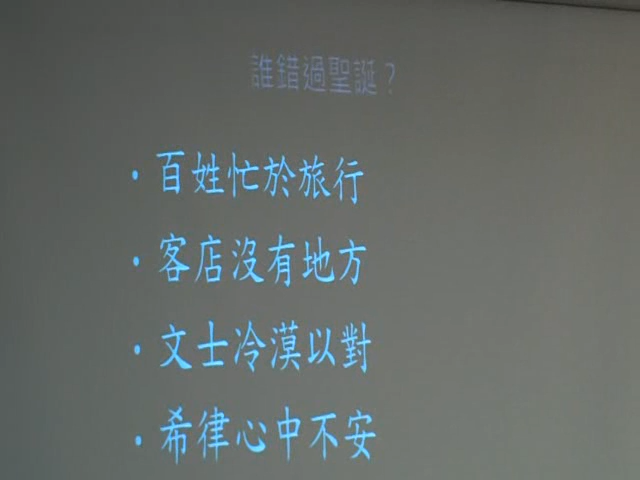 誰錯過聖誕？
・百姓忙於旅行
・客店沒有地方
・文士冷漠以對
・希律心中不安